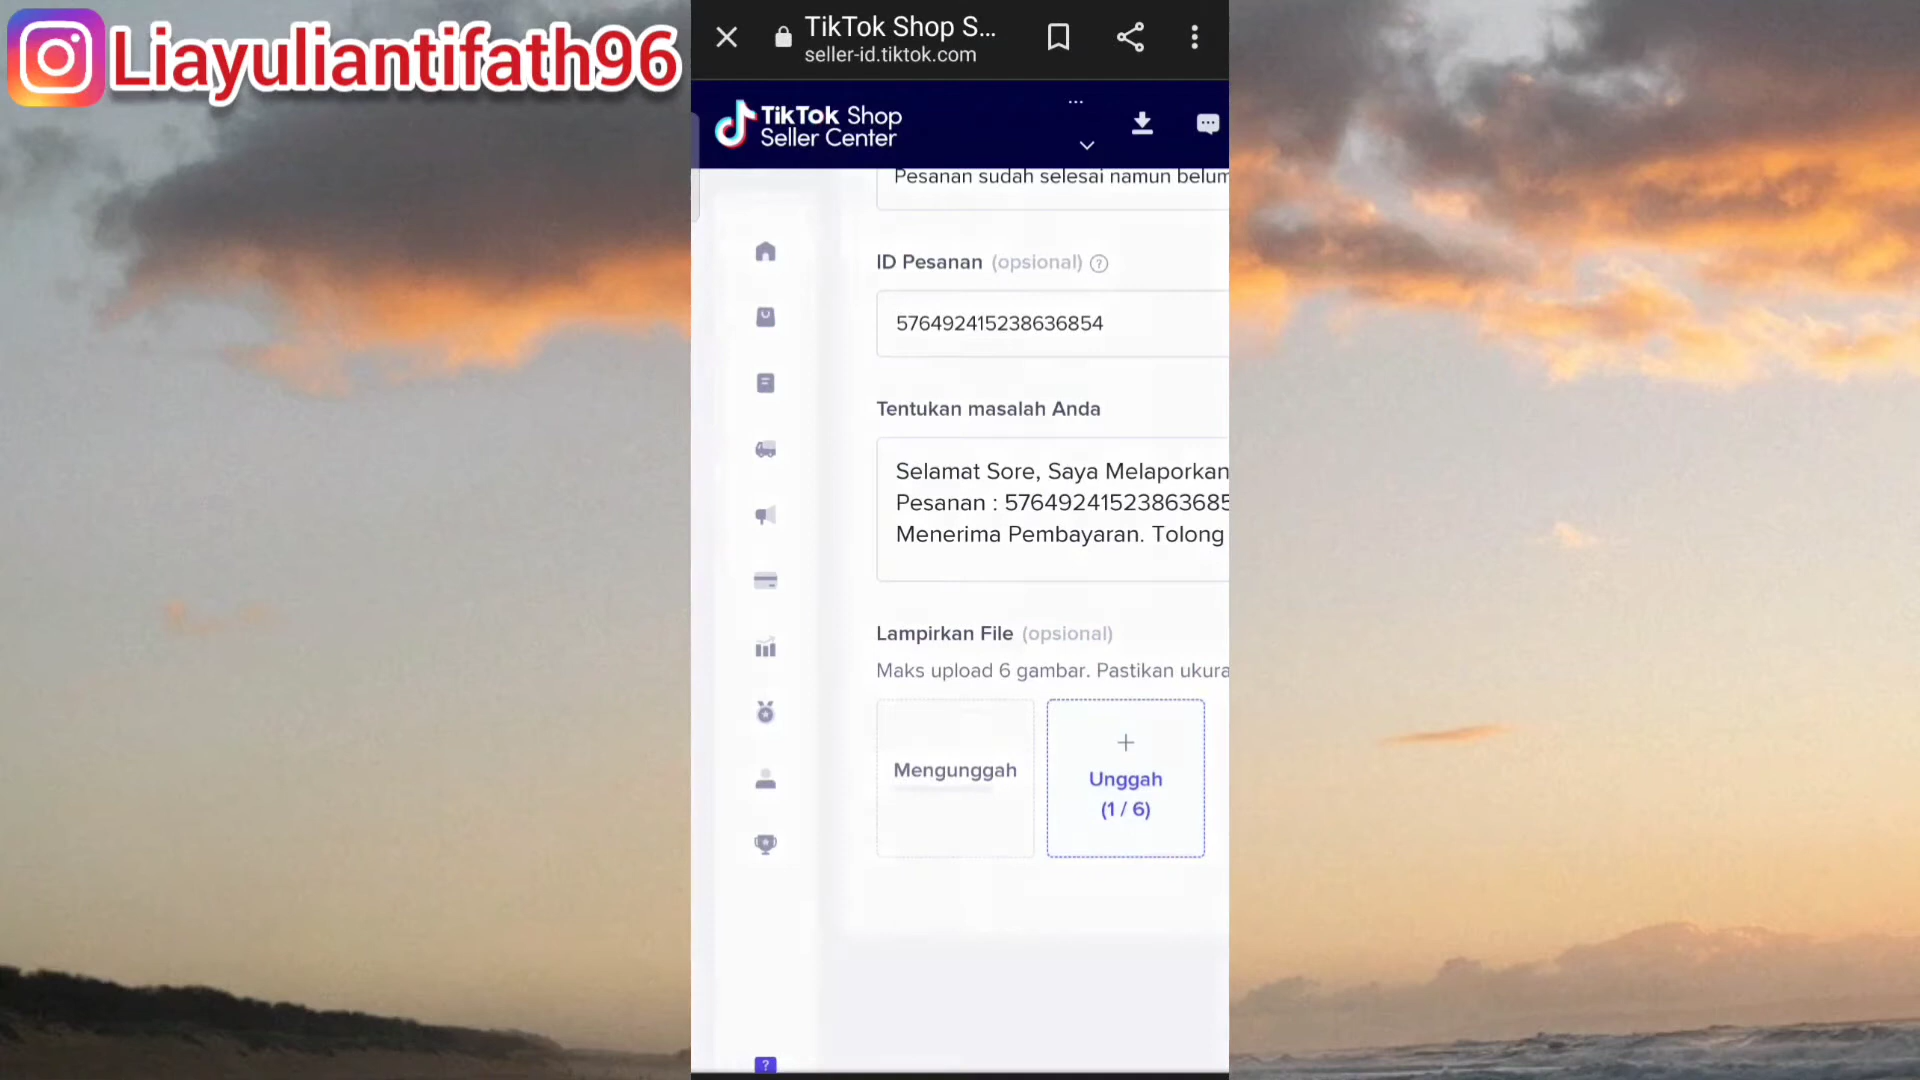 Liayuliantifath96
TikTok Shop S...
seller-id.tiktok.com
TikTok Shop
Seller Center
...
Pesanan sudah selesai namun belum
ID Pesanan (opsional) ?
576492415238636854
Tentukan masalah Anda
Selamat Sore, Saya Melaporkan
Pesanan : 57649241523863685
Menerima Pembayaran. Tolong
Lampirkan File (opsional)
Maks upload 6 gambar. Pastikan ukura
Mengunggah
+
Unggah
(1 / 6)
?